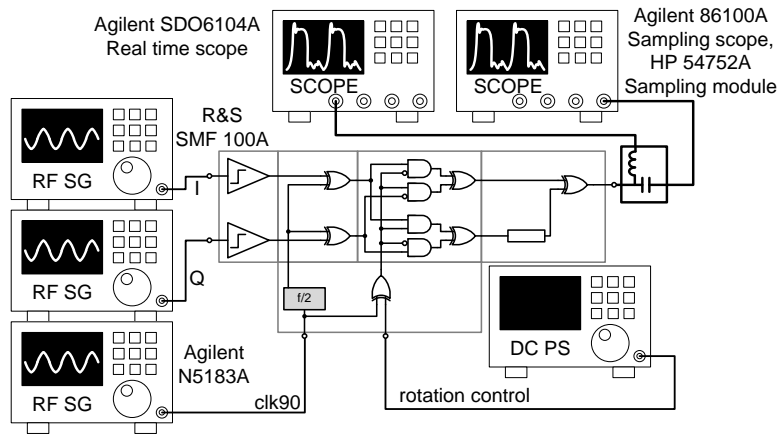 Agilent SDO6104A
Real time scope
SCOPE
SCOPE
Agilent 86100A
Sampling scope,
HP 54752A
Sampling module
R&S
SMF 100A
RF SG
I
RF SG
Q
f/2
Agilent
N5183A
RF SG
clk90
rotation control
DC PS